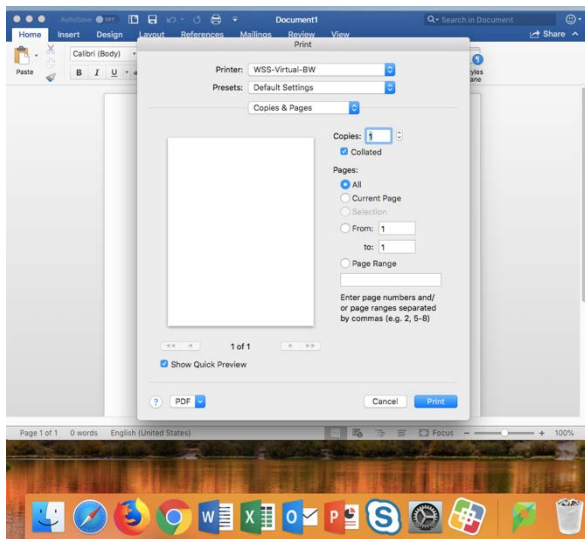 AutoSave OFF Document1 Search in Document
Home Insert Design Layout References Mailings Review View Share
Print
Paste
Calibri (Body)
B I U
Printer: WSS-Virtual-BW
Presets: Default Settings
Copies & Pages
Copies: 1
Collated
Pages:
All
Current Page
Selection
From: 1
to: 1
Page Range
Enter page numbers and/
or page ranges separated
by commas (e.g. 2, 5-8)
1 of 1
Show Quick Preview
? PDF Cancel Print
Page 1 of 1 0 words English (United States) Focus 100%
W X O P S